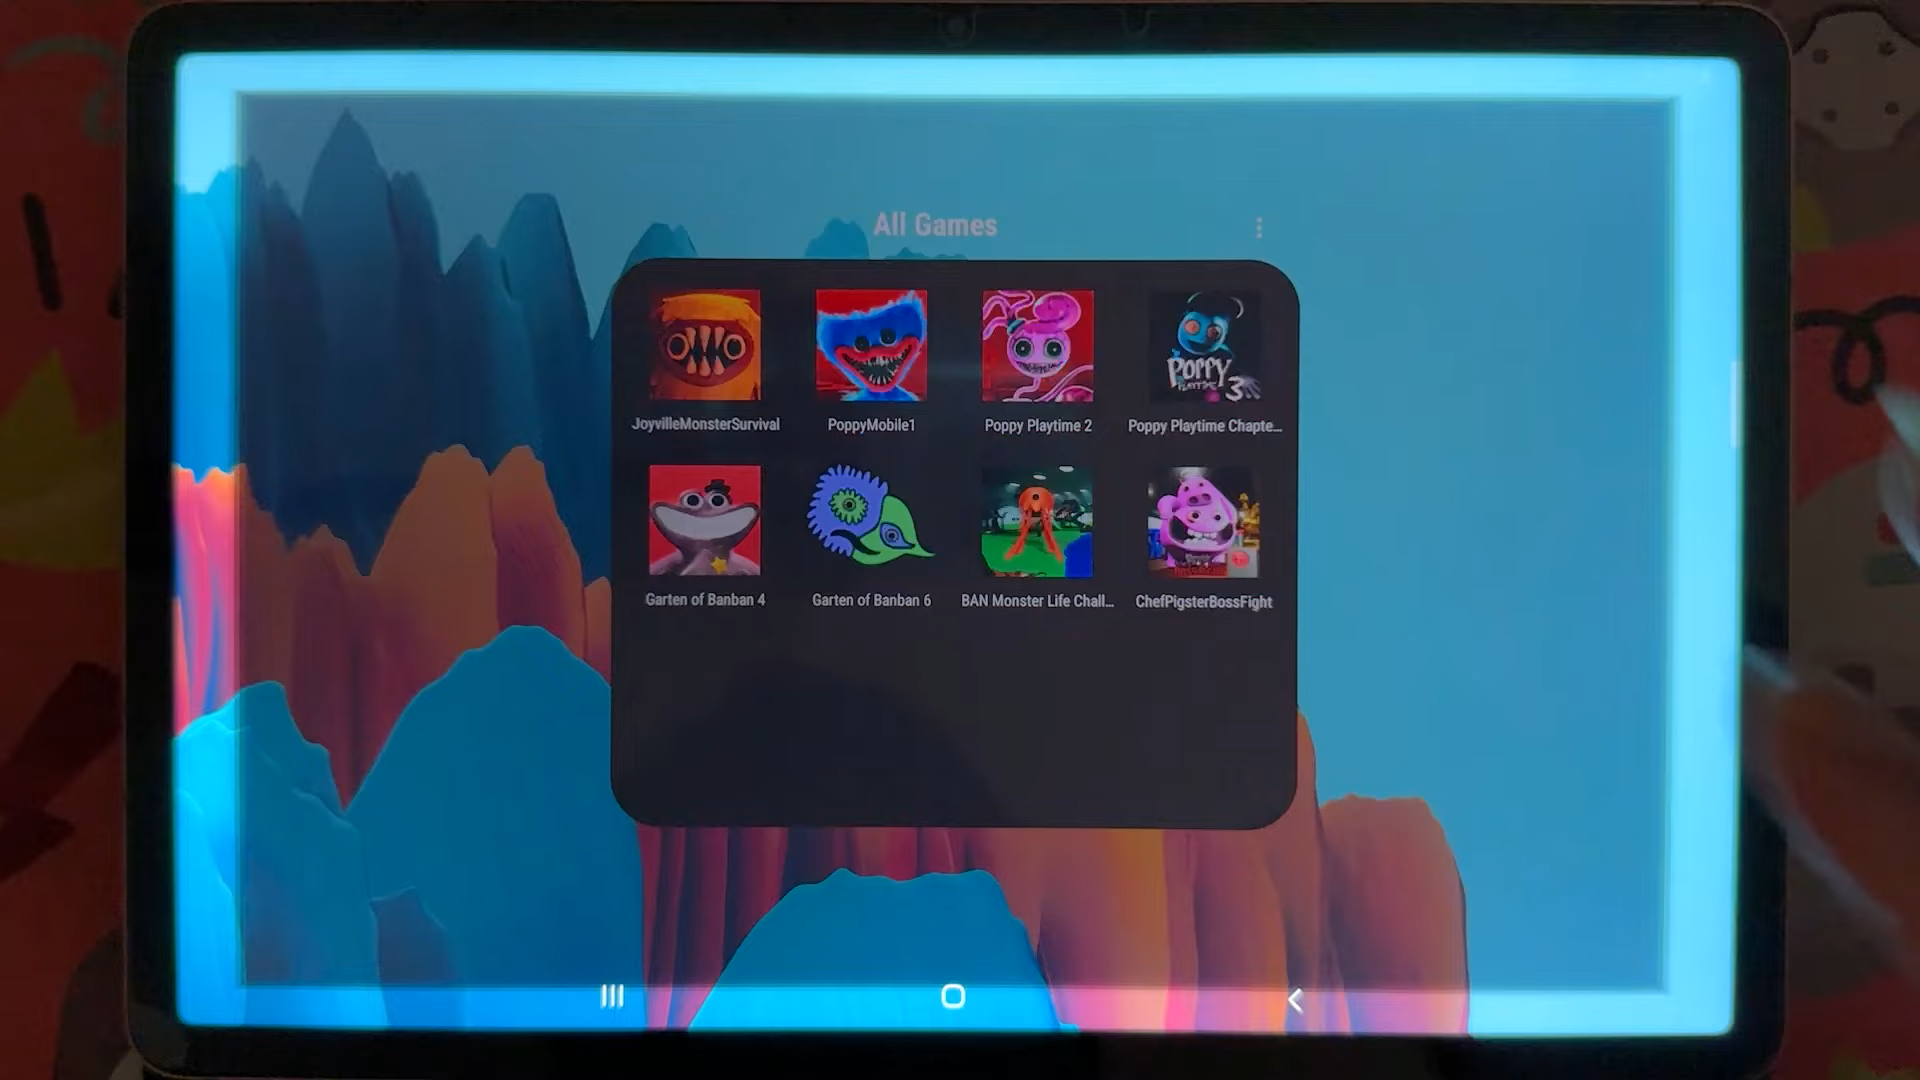 All Games
JoyvilleMonsterSurvival
PoppyMobile1
Poppy Playtime 2
POPPY
PLAYTIME 3
Poppy Playtime Chapte...
Garten of Banban 4
Garten of Banban 6
BAN Monster Life Chall...
ChefPigsterBossFight